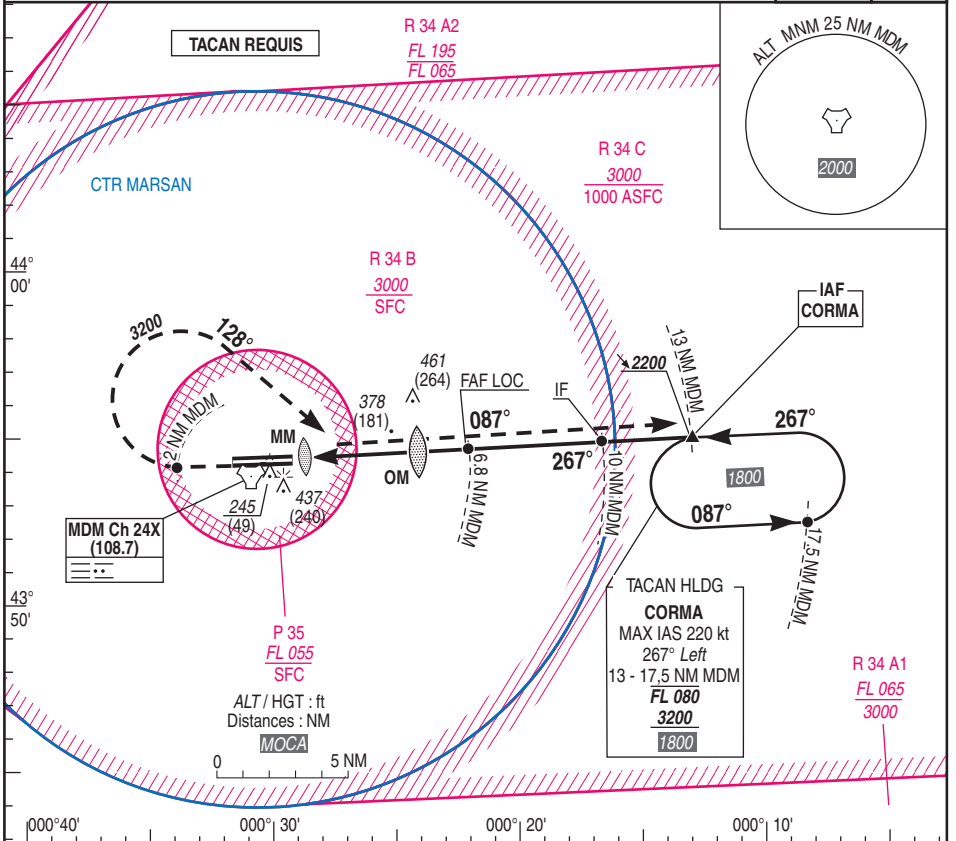 TACAN REQUIS
R 34 A2
FL 195
FL 065
ALT MNM 25 NM MDM
2000
CTR MARSAN
R 34 C
3000
1000 ASFC
R 34 B
3000
SFC
44°
00'
IAF
CORMA
3200
128°
2200
13 NM MDM
461
(264)
FAF LOC
IF
378
(181)
087°
267°
267°
2 NM MDM
MM
OM
6.8 NM MDM
10 NM MDM
1800
087°
17.5 NM MDM
245
(49)
437
(240)
MDM Ch 24X
(108.7)
43°
50'
TACAN HLDG
CORMA
MAX IAS 220 kt
267° Left
13 - 17,5 NM MDM
FL 080
3200
1800
P 35
FL 055
SFC
R 34 A1
FL 065
3000
ALT / HGT : ft
Distances : NM
MOCA
0 5 NM
000°40' 000°30' 000°20' 000°10'